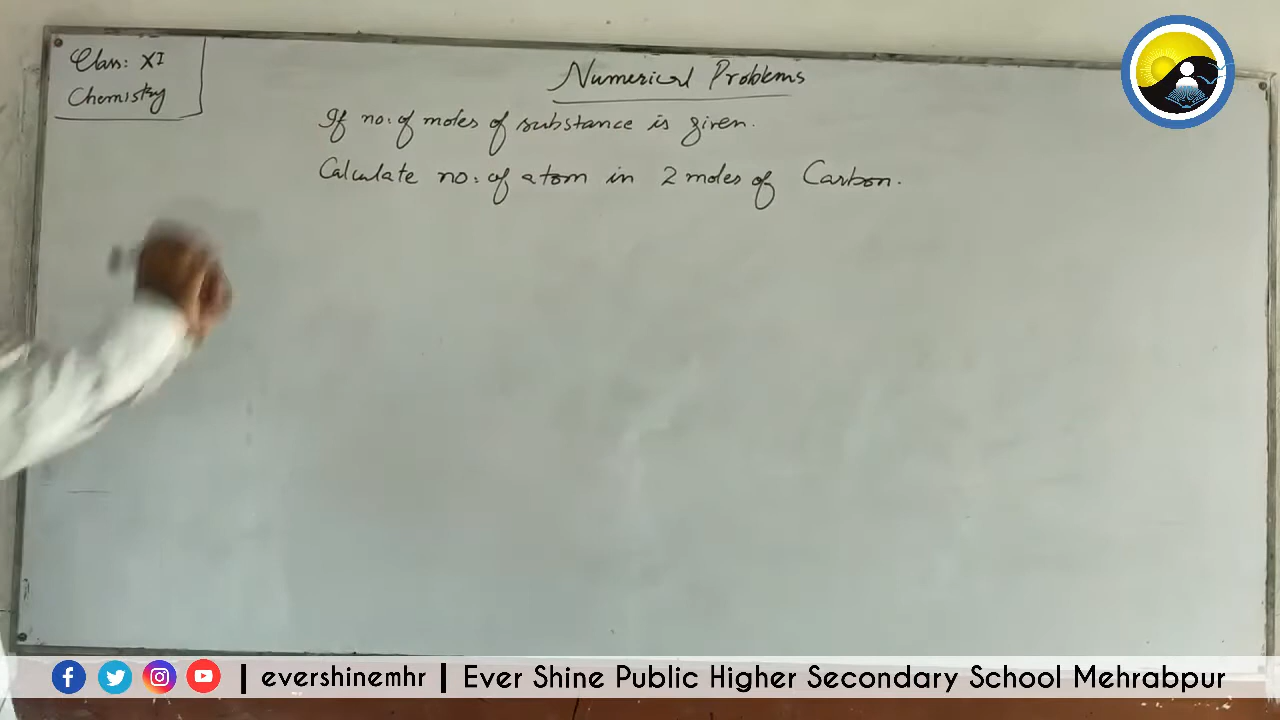 Class: XI
Chemistry
Numerical Problems
If no: of moles of substance is given.
Calculate no: of atom in 2 moles of Carbon.
| evershinemhr | Ever Shine Public Higher Secondary School Mehrabpur